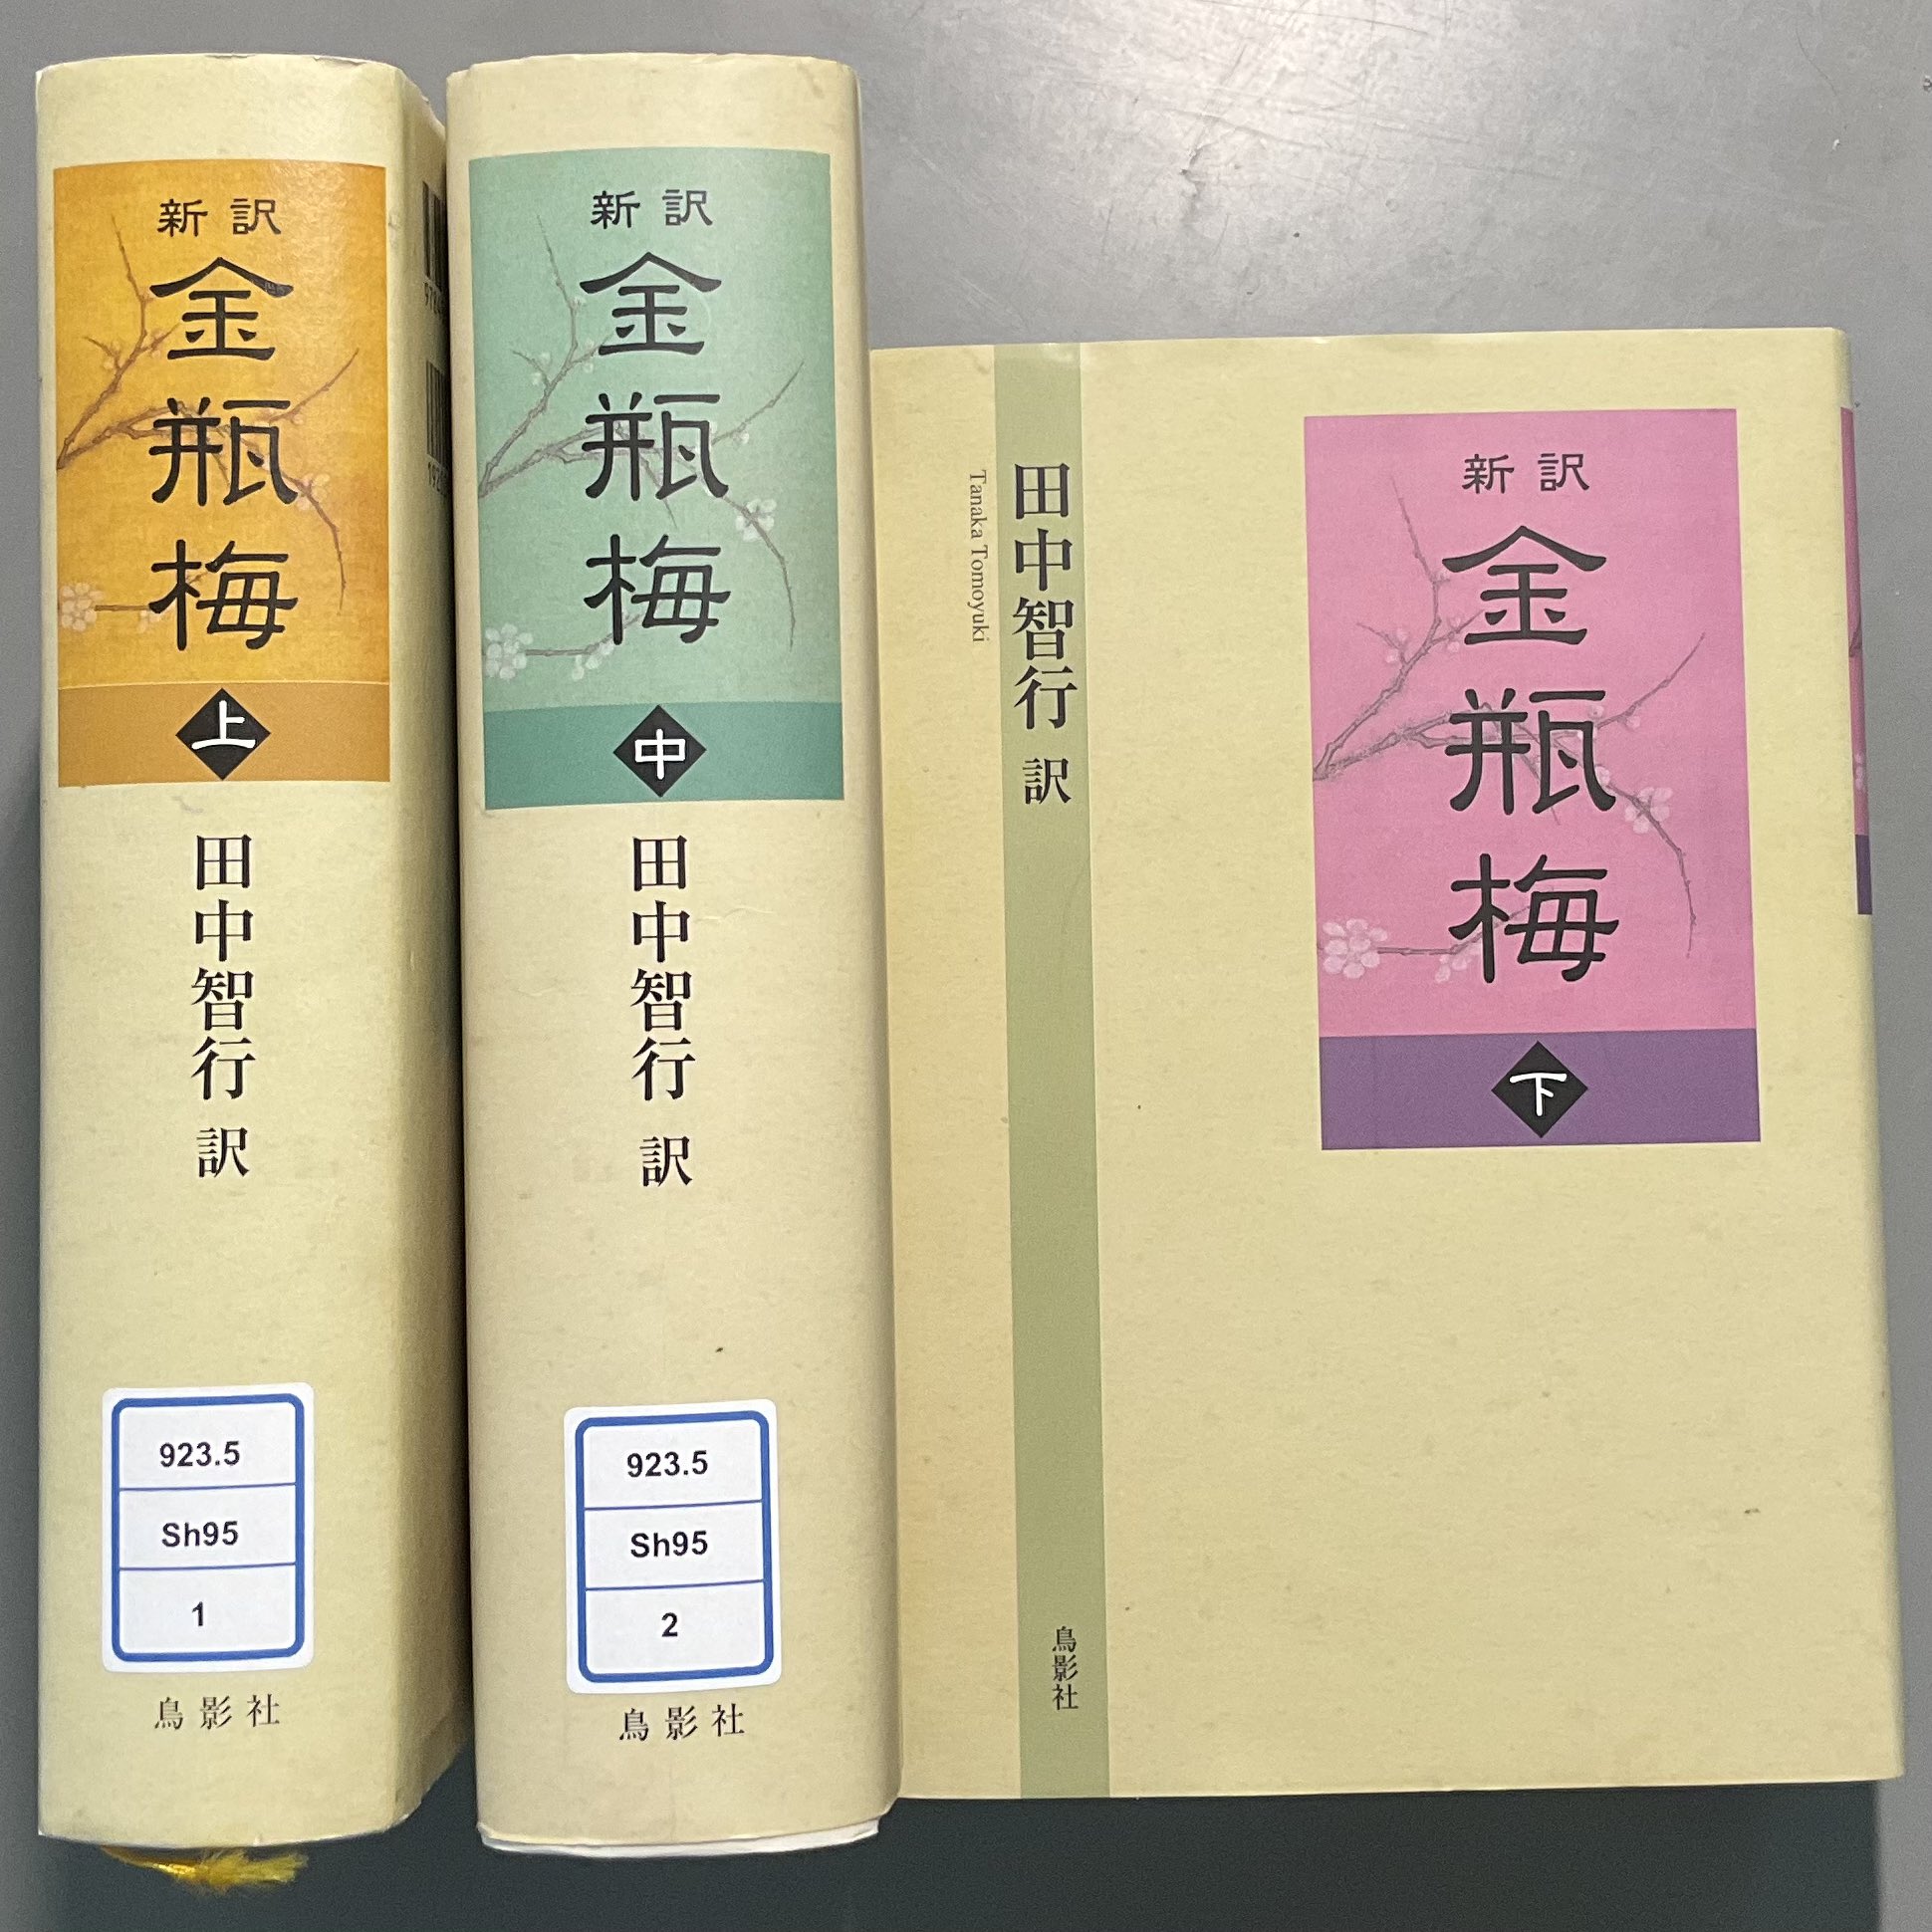 新訳
金瓶梅
上
田中智行 訳
923.5
Sh95
1
鳥影社
新訳
金瓶梅
中
田中智行 訳
923.5
Sh95
2
鳥影社
新訳
金瓶梅
下
田中智行 訳
Tanaka Tomoyuki
鳥影社